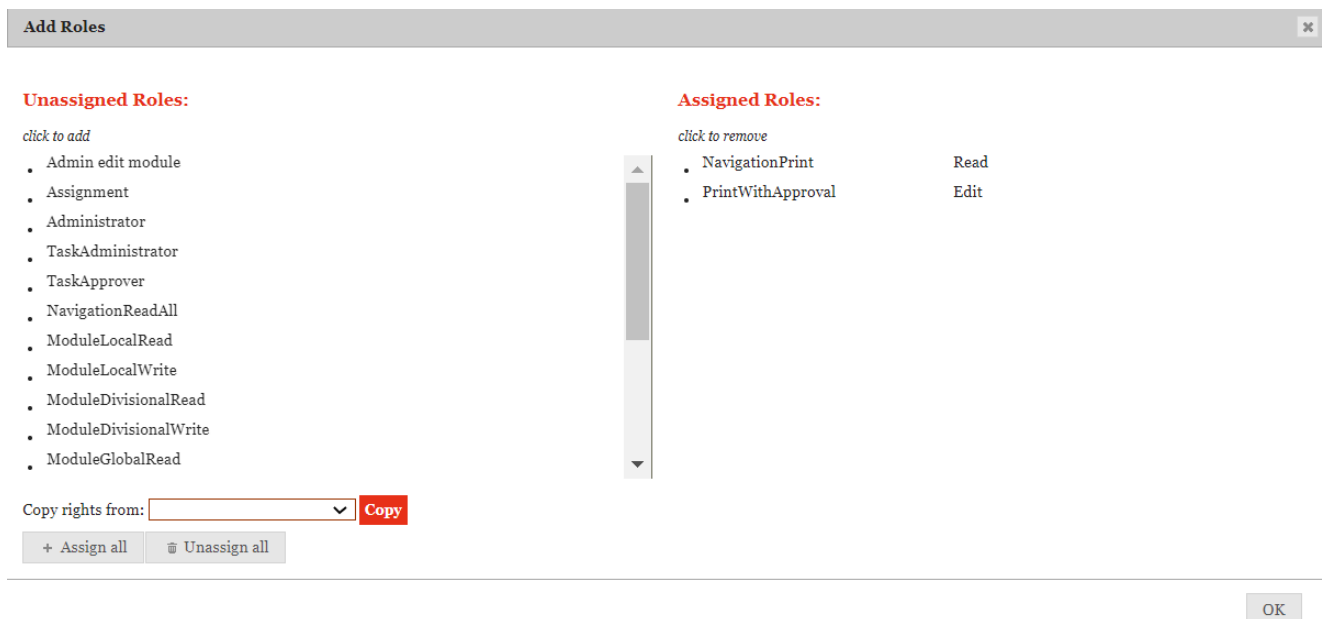 Add Roles
Unassigned Roles:
click to add
Admin edit module
Assignment
Administrator
TaskAdministrator
TaskApprover
NavigationReadAll
ModuleLocalRead
ModuleLocalWrite
ModuleDivisionalRead
ModuleDivisionalWrite
ModuleGlobalRead
Assigned Roles:
click to remove
NavigationPrint Read
PrintWithApproval Edit
Copy rights from: Copy
+ Assign all Unassign all
OK